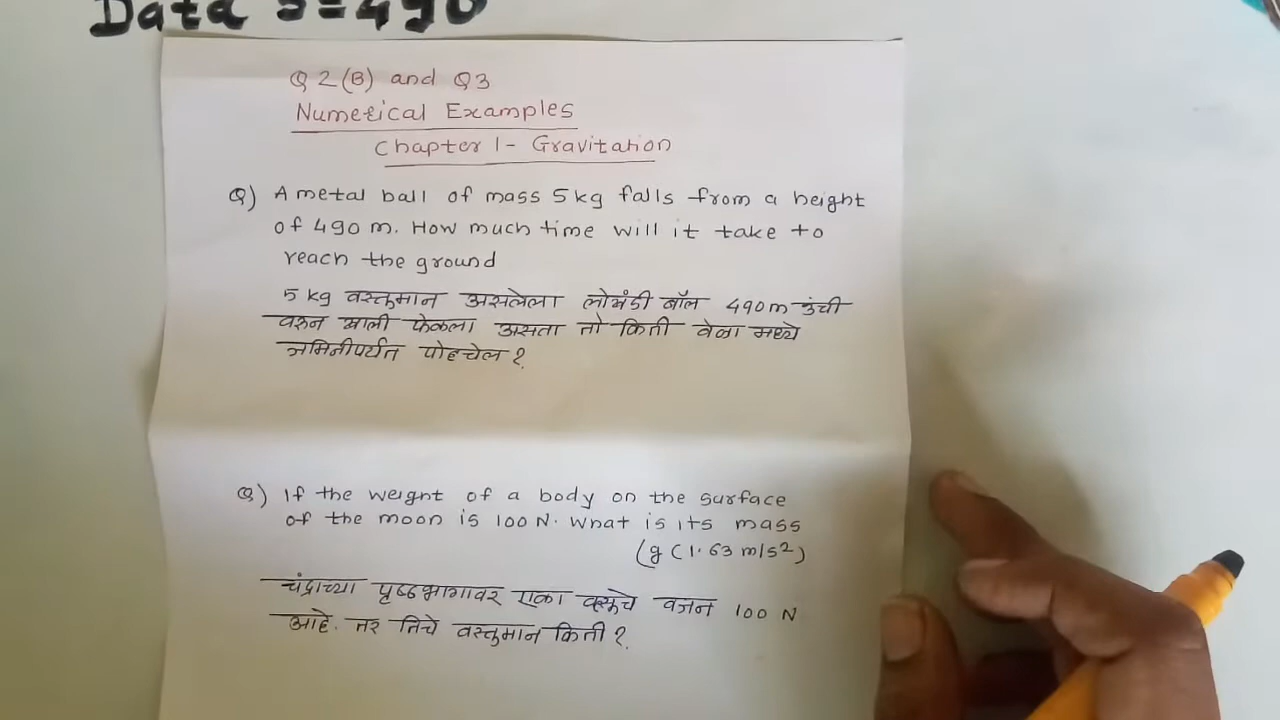 Data s=490
Q 2 (B) and Q3
Numerical Examples
Chapter 1- Gravitation
Q) A metal ball of mass 5kg falls from a height
of 490 m. How much time will it take to
reach the ground
5 kg वस्तुमान असलेला लोखंडी बॉल 490m उंची
वरुन खाली फेकला असता तो किती वेळा मध्ये
जमिनीपर्यंत पोहचेल?
Q) If the weight of a body on the surface
of the moon is 100 N. What is its mass
(g (1.63 m/s²)
चंद्राच्या पृष्ठभागावर एका वस्तूचे वजन 100 N
आहे. तर तिचे वस्तुमान किती?